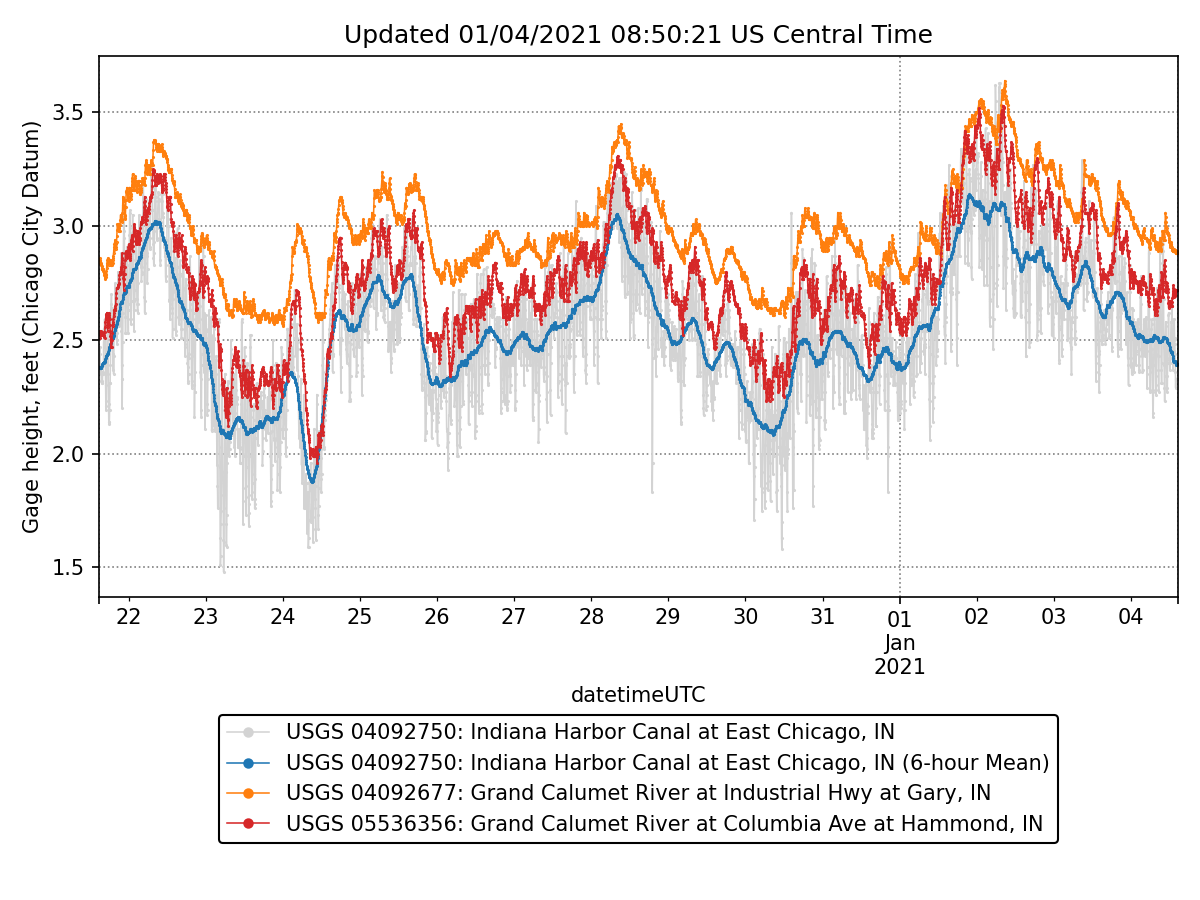 Updated 01/04/2021 08:50:21 US Central Time
Gage height, feet (Chicago City Datum)
3.5
3.0
2.5
2.0
1.5
22 23 24 25 26 27 28 29 30 31 01 02 03 04
Jan
2021
datetimeUTC
USGS 04092750: Indiana Harbor Canal at East Chicago, IN
USGS 04092750: Indiana Harbor Canal at East Chicago, IN (6-hour Mean)
USGS 04092677: Grand Calumet River at Industrial Hwy at Gary, IN
USGS 05536356: Grand Calumet River at Columbia Ave at Hammond, IN